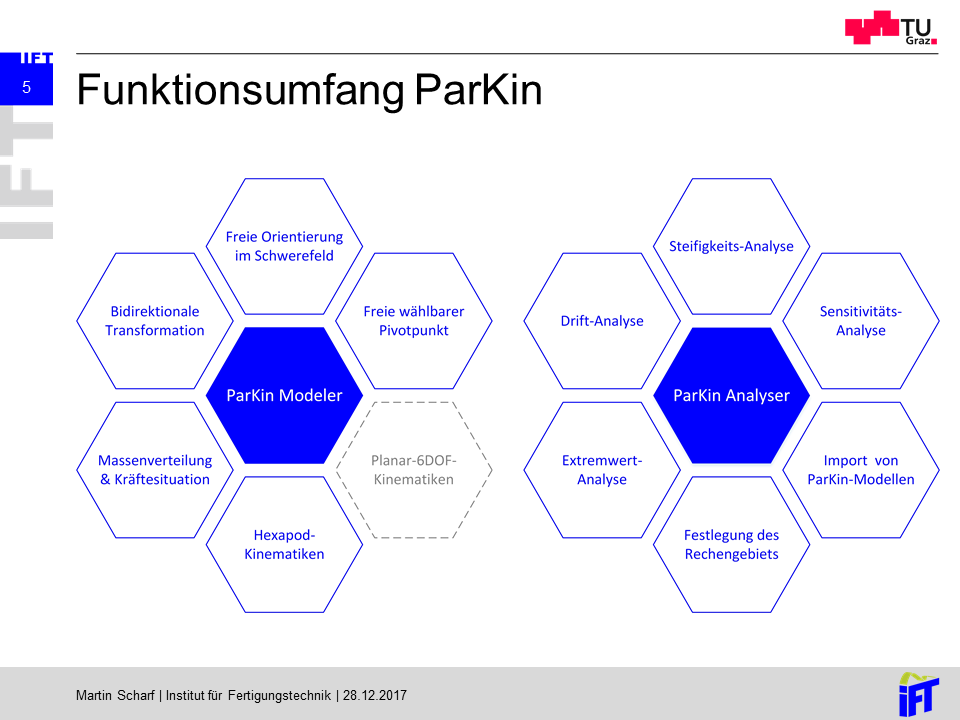 TU
Graz
IFT
5
IFT
Funktionsumfang ParKin
Freie Orientierung
im Schwerefeld
Bidirektionale
Transformation
Freie wählbarer
Pivotpunkt
ParKin Modeler
Massenverteilung
& Kräftesituation
Planar-6DOF-
Kinematiken
Hexapod-
Kinematiken
Steifigkeits-Analyse
Drift-Analyse
Sensitivitäts-
Analyse
ParKin Analyser
Extremwert-
Analyse
Import von
ParKin-Modellen
Festlegung des
Rechengebiets
Martin Scharf | Institut für Fertigungstechnik | 28.12.2017
iFT